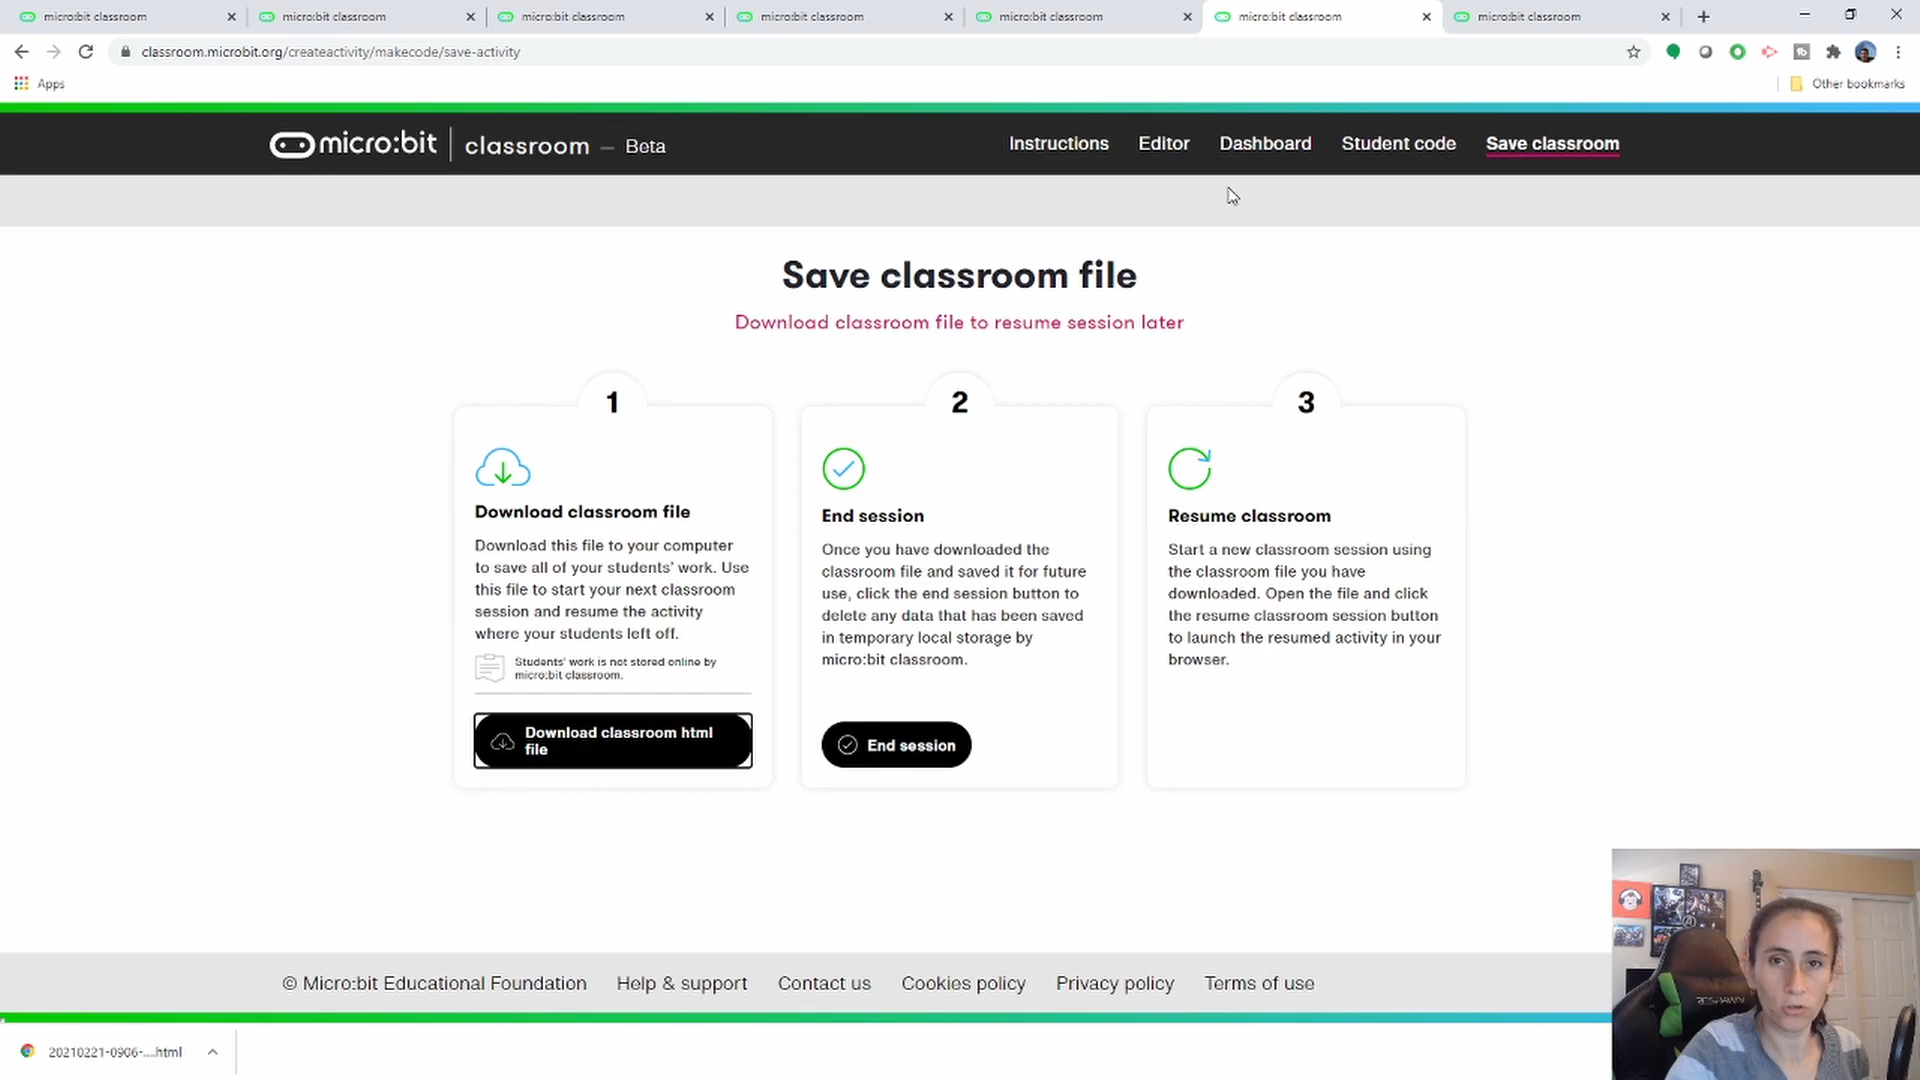 micro:bit classroom
micro:bit classroom
micro:bit classroom
micro:bit classroom
micro:bit classroom
micro:bit classroom
micro:bit classroom
classroom.microbit.org/createactivity/makecode/save-activity
Apps
Other bookmarks
micro:bit classroom – Beta
Instructions
Editor
Dashboard
Student code
Save classroom
Save classroom file
Download classroom file to resume session later
1
Download classroom file
Download this file to your computer
to save all of your students' work. Use
this file to start your next classroom
session and resume the activity
where your students left off.
Students' work is not stored online by
micro:bit classroom.
Download classroom html
file
2
End session
Once you have downloaded the
classroom file and saved it for future
use, click the end session button to
delete any data that has been saved
in temporary local storage by
micro:bit classroom.
End session
3
Resume classroom
Start a new classroom session using
the classroom file you have
downloaded. Open the file and click
the resume classroom session button
to launch the resumed activity in your
browser.
© Micro:bit Educational Foundation
Help & support
Contact us
Cookies policy
Privacy policy
Terms of use
20210221-0906-....html
RESPAWN